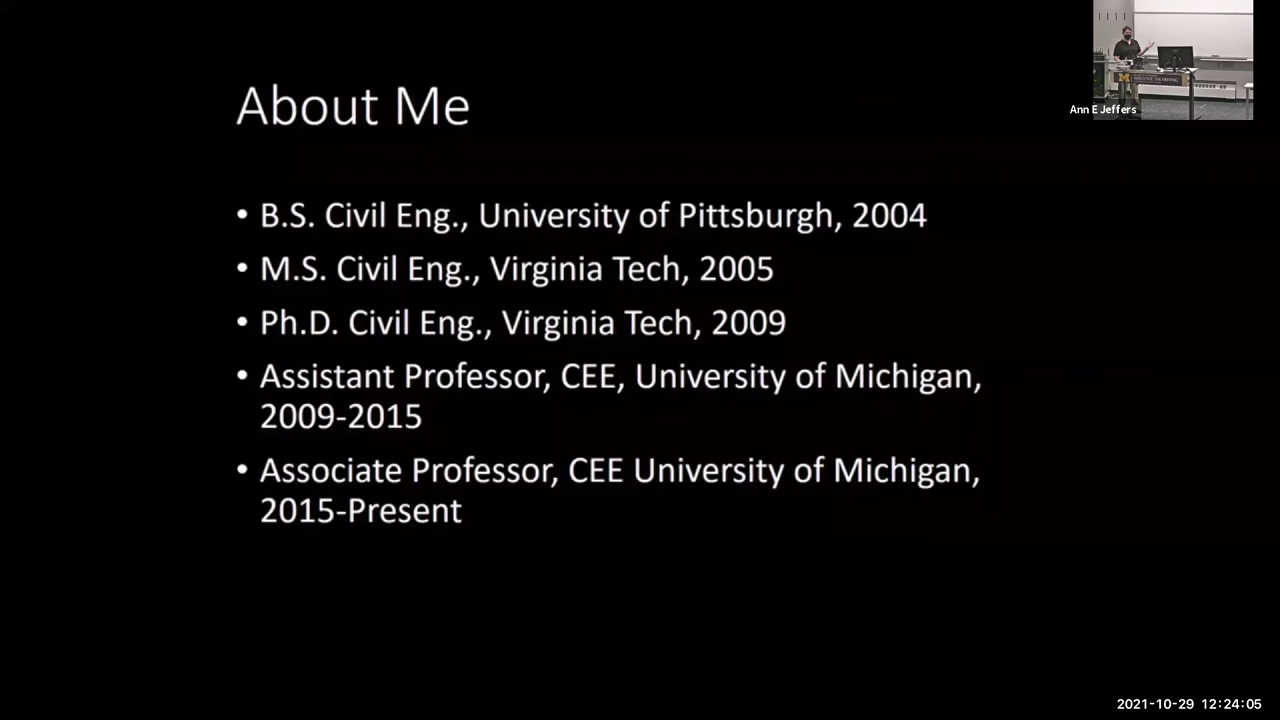 About Me
• B.S. Civil Eng., University of Pittsburgh, 2004
• M.S. Civil Eng., Virginia Tech, 2005
• Ph.D. Civil Eng., Virginia Tech, 2009
• Assistant Professor, CEE, University of Michigan,
2009-2015
• Associate Professor, CEE University of Michigan,
2015-Present
Ann E Jeffers
M
2021-10-29 12:24:05